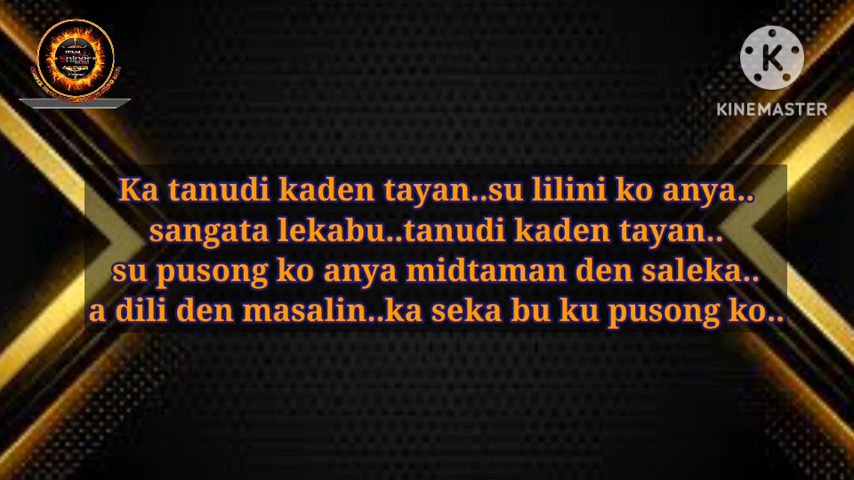 Sniper
KINEMASTER
Ka tanudi kaden tayan..su lilini ko anya..
sangata lekabu..tanudi kaden tayan..
su pusong ko anya midtaman den saleka..
a dili den masalin..ka seka bu ku pusong ko..